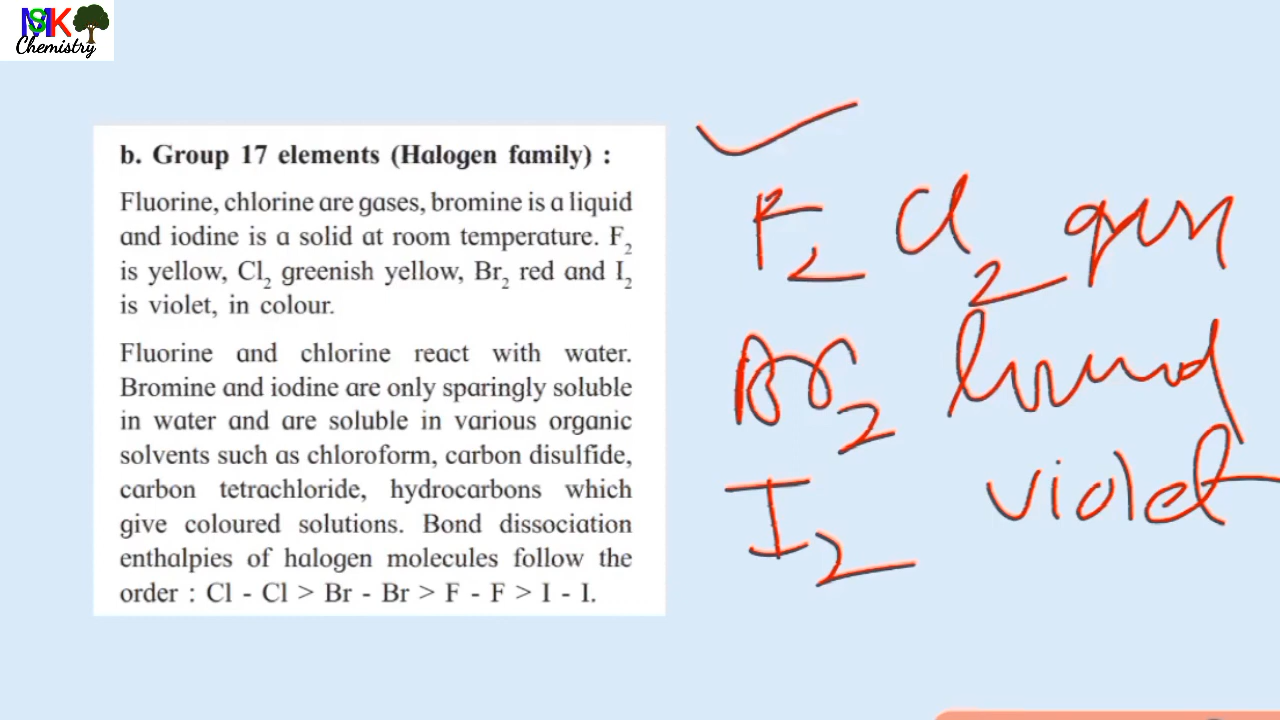 MSK
Chemistry
b. Group 17 elements (Halogen family) :
Fluorine, chlorine are gases, bromine is a liquid
and iodine is a solid at room temperature. F₂
is yellow, Cl₂ greenish yellow, Br₂ red and I₂
is violet, in colour.
Fluorine and chlorine react with water.
Bromine and iodine are only sparingly soluble
in water and are soluble in various organic
solvents such as chloroform, carbon disulfide,
carbon tetrachloride, hydrocarbons which
give coloured solutions. Bond dissociation
enthalpies of halogen molecules follow the
order : Cl - Cl > Br - Br > F - F > I - I.
F₂ Cl₂
Br₂
I₂ violet